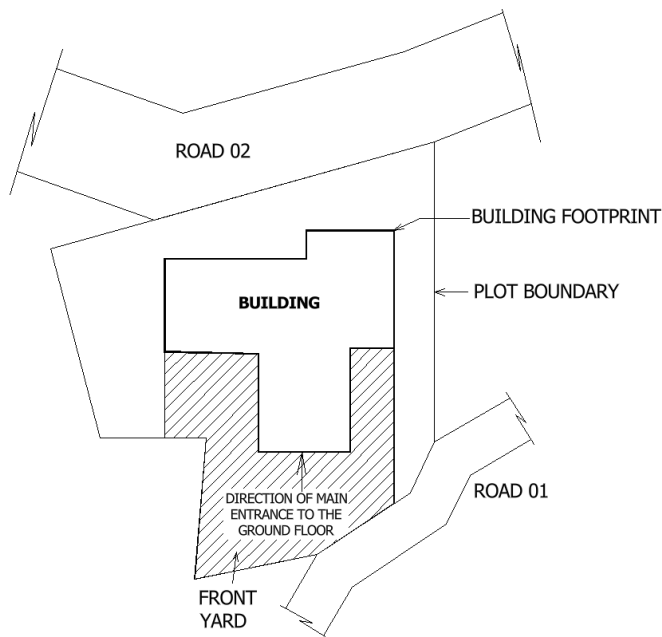 ROAD 02
BUILDING FOOTPRINT
BUILDING
PLOT BOUNDARY
ROAD 01
DIRECTION OF MAIN
ENTRANCE TO THE
GROUND FLOOR
FRONT
YARD